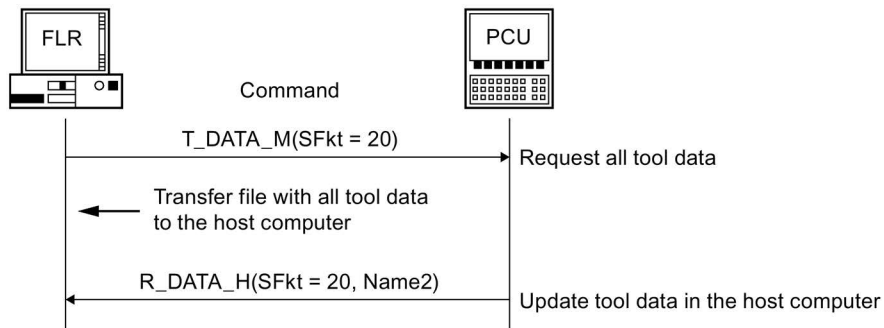 FLR
PCU
Command
T_DATA_M(SFkt = 20)
Request all tool data
Transfer file with all tool data
to the host computer
R_DATA_H(SFkt = 20, Name2)
Update tool data in the host computer